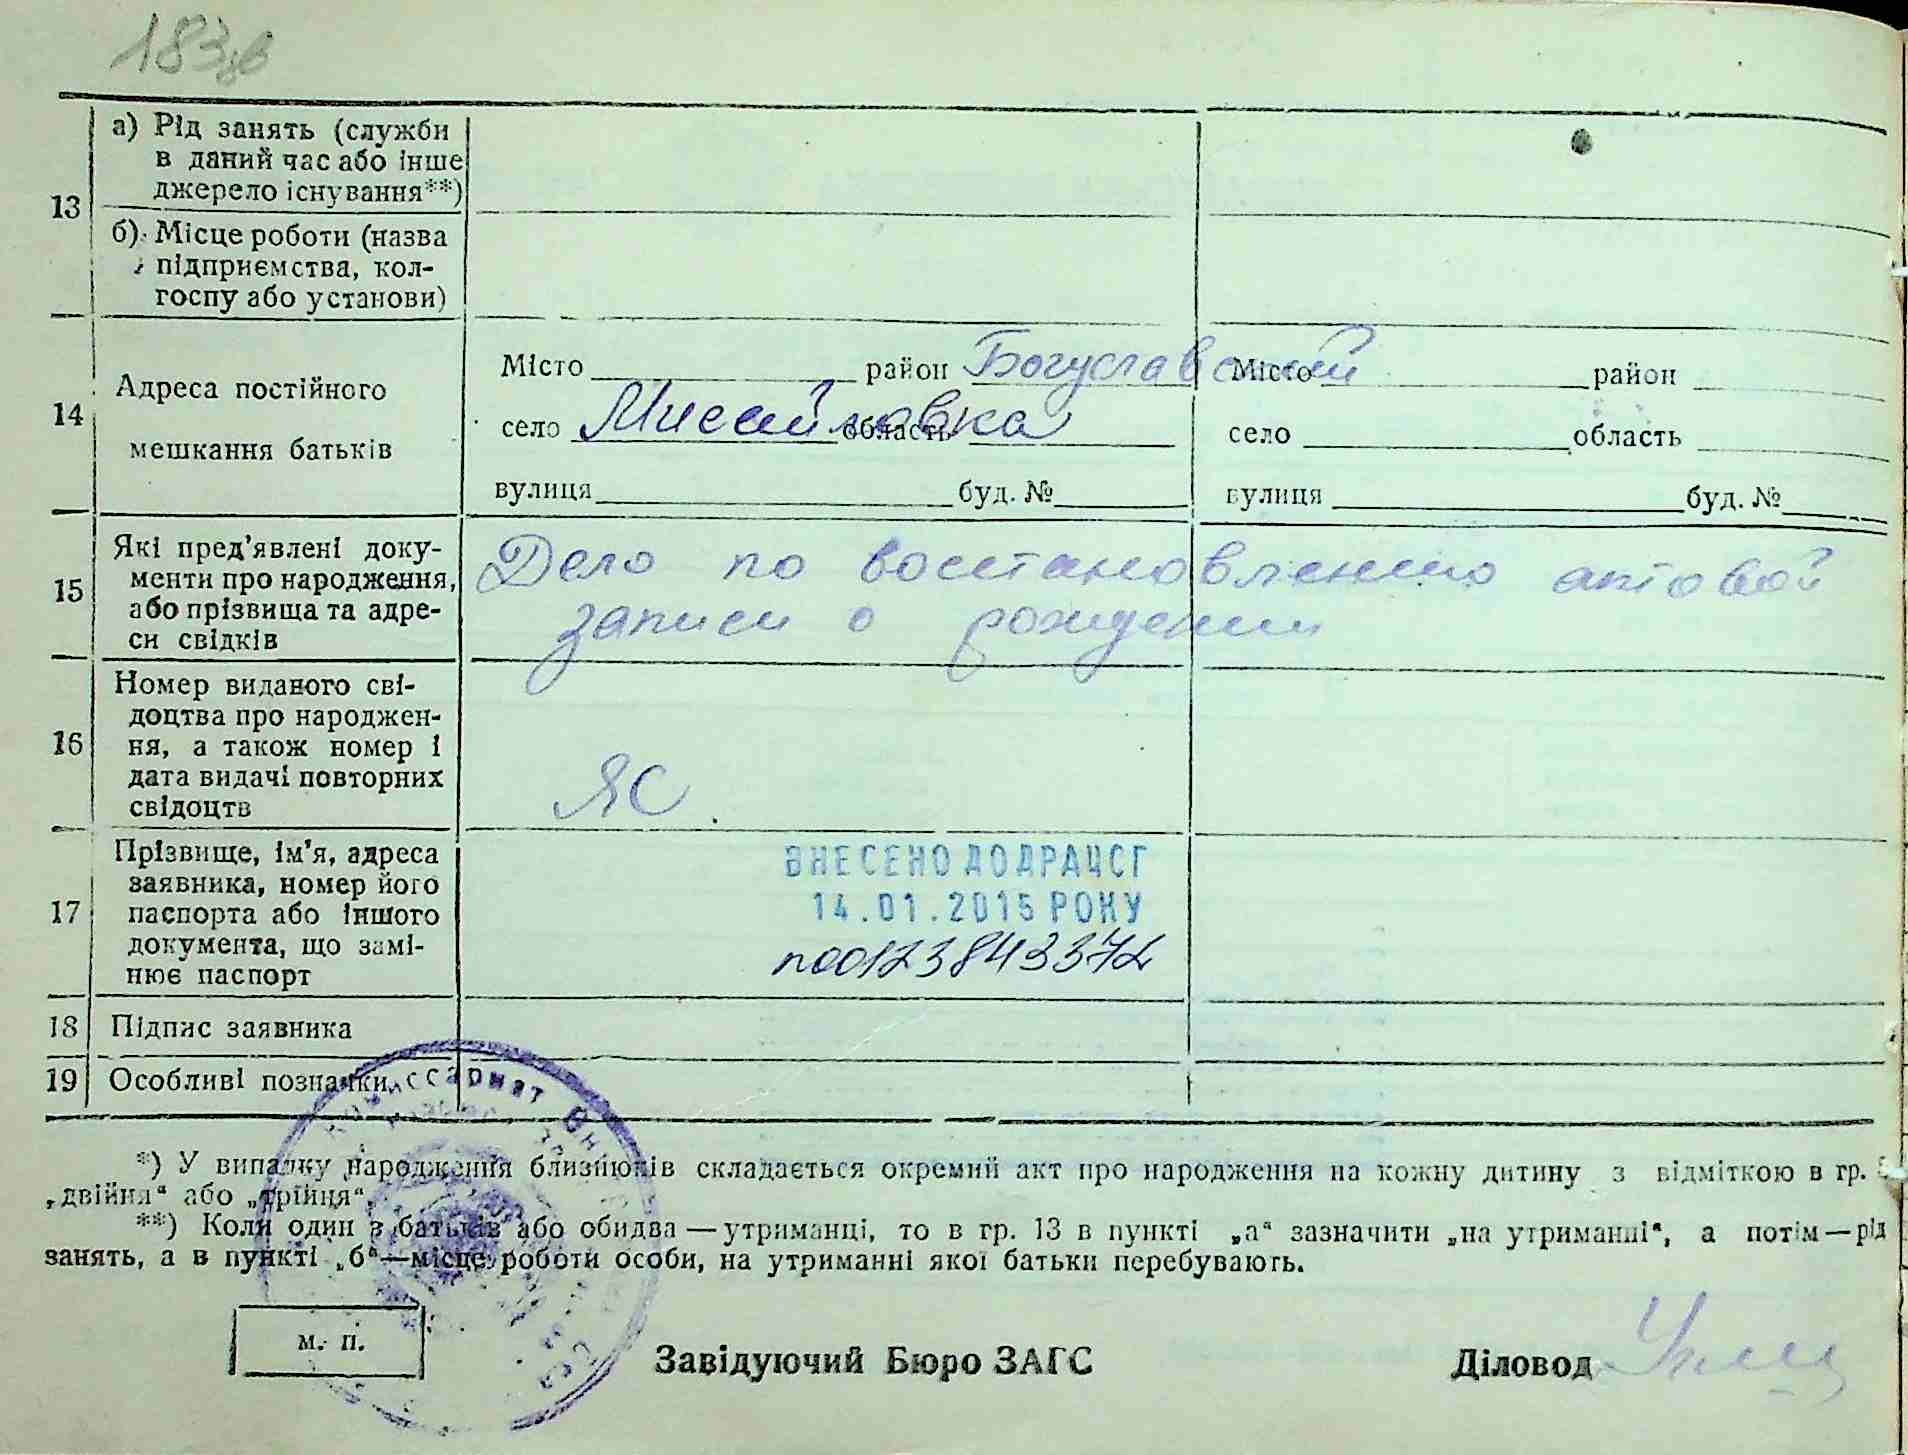 183зв
13
а) Рід занять (служби
в даний час або інше
джерело існування**)
б) Місце роботи (назва
підприємства, кол-
госпу або установи)
14
Адреса постійного
мешкання батьків
Місто район Богуславский
село Мисайловка область
вулиця буд. №
Місто район
село область
вулиця буд. №
15
Які пред'явлені доку-
менти про народження,
або прізвища та адре-
си свідків
Дело по восстановлению актовой
записи о рождении
16
Номер виданого сві-
доцтва про народжен-
ня, а також номер і
дата видачі повторних
свідоцтв
ЯС
17
Прізвище, ім'я, адреса
заявника, номер його
паспорта або іншого
документа, що замі-
нює паспорт
ВНЕСЕНО ДО ДРАЦСГ
14.01.2015 РОКУ
n00123843372
18 Підпис заявника
19 Особливі позначки
Комиссариат Вн
*) У випадку народження близнюків складається окремий акт про народження на кожну дитину з відміткою в гр.
„двійня“ або „трійця“.
**) Коли один з батьків або обидва — утриманці, то в гр. 13 в пункті „а“ зазначити „на утриманні“, а потім — рід
занять, а в пункті „б“ — місце роботи особи, на утриманні якої батьки перебувають.
м. п.
Завідуючий Бюро ЗАГС
Діловод